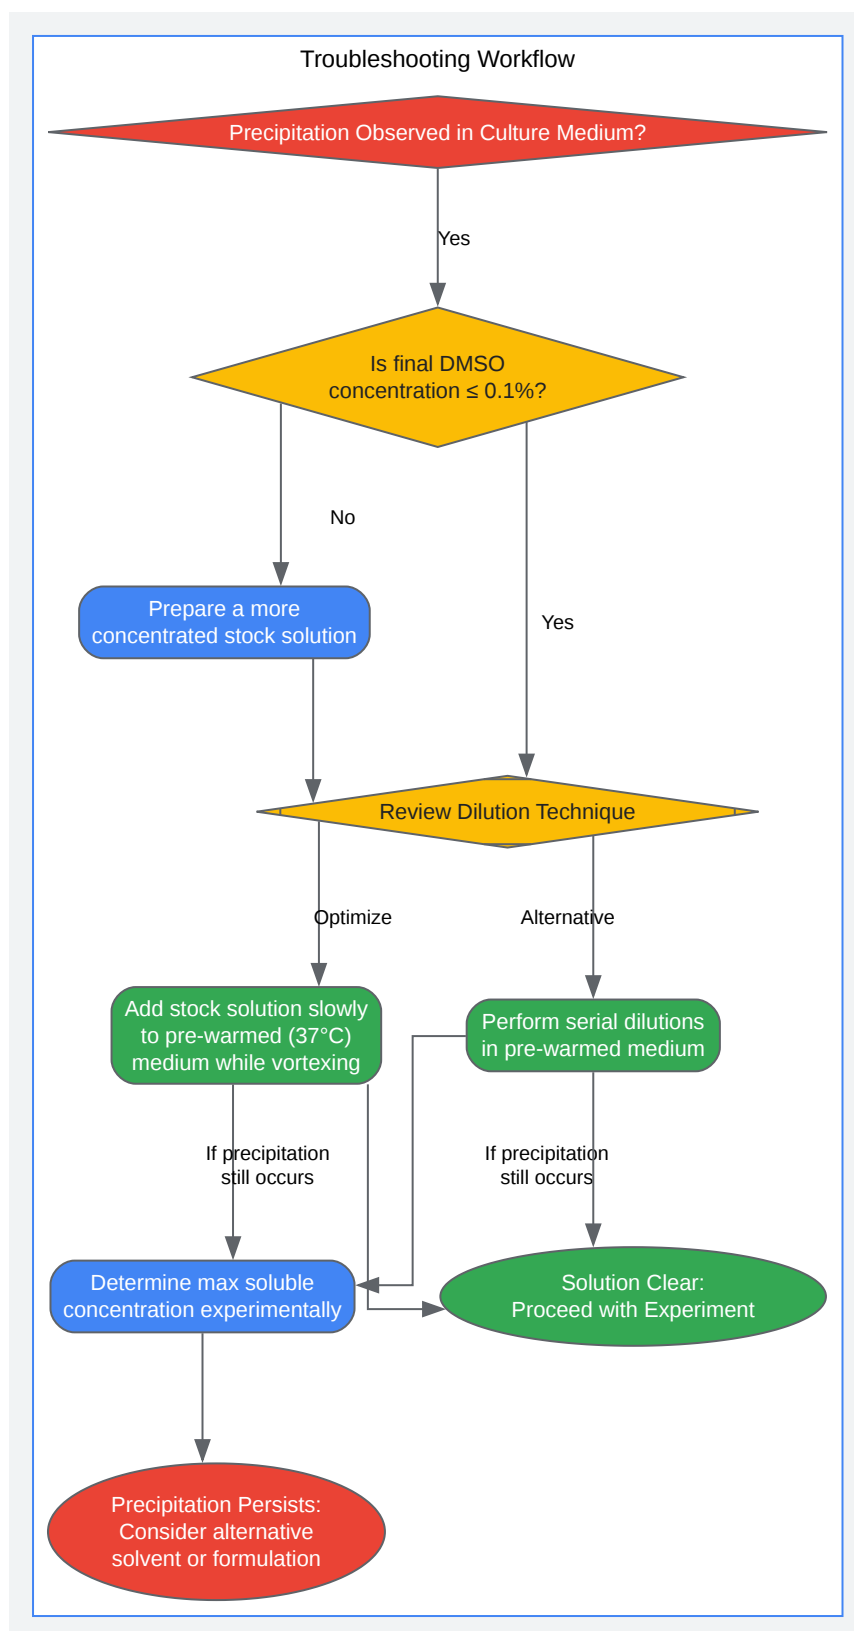 Troubleshooting Workflow
Precipitation Observed in Culture Medium?
Yes
Is final DMSO
concentration ≤ 0.1%?
No
Prepare a more
concentrated stock solution
Yes
Review Dilution Technique
Optimize
Alternative
Add stock solution slowly
to pre-warmed (37°C)
medium while vortexing
Perform serial dilutions
in pre-warmed medium
If precipitation
still occurs
If precipitation
still occurs
Determine max soluble
concentration experimentally
Solution Clear:
Proceed with Experiment
Precipitation Persists:
Consider alternative
solvent or formulation